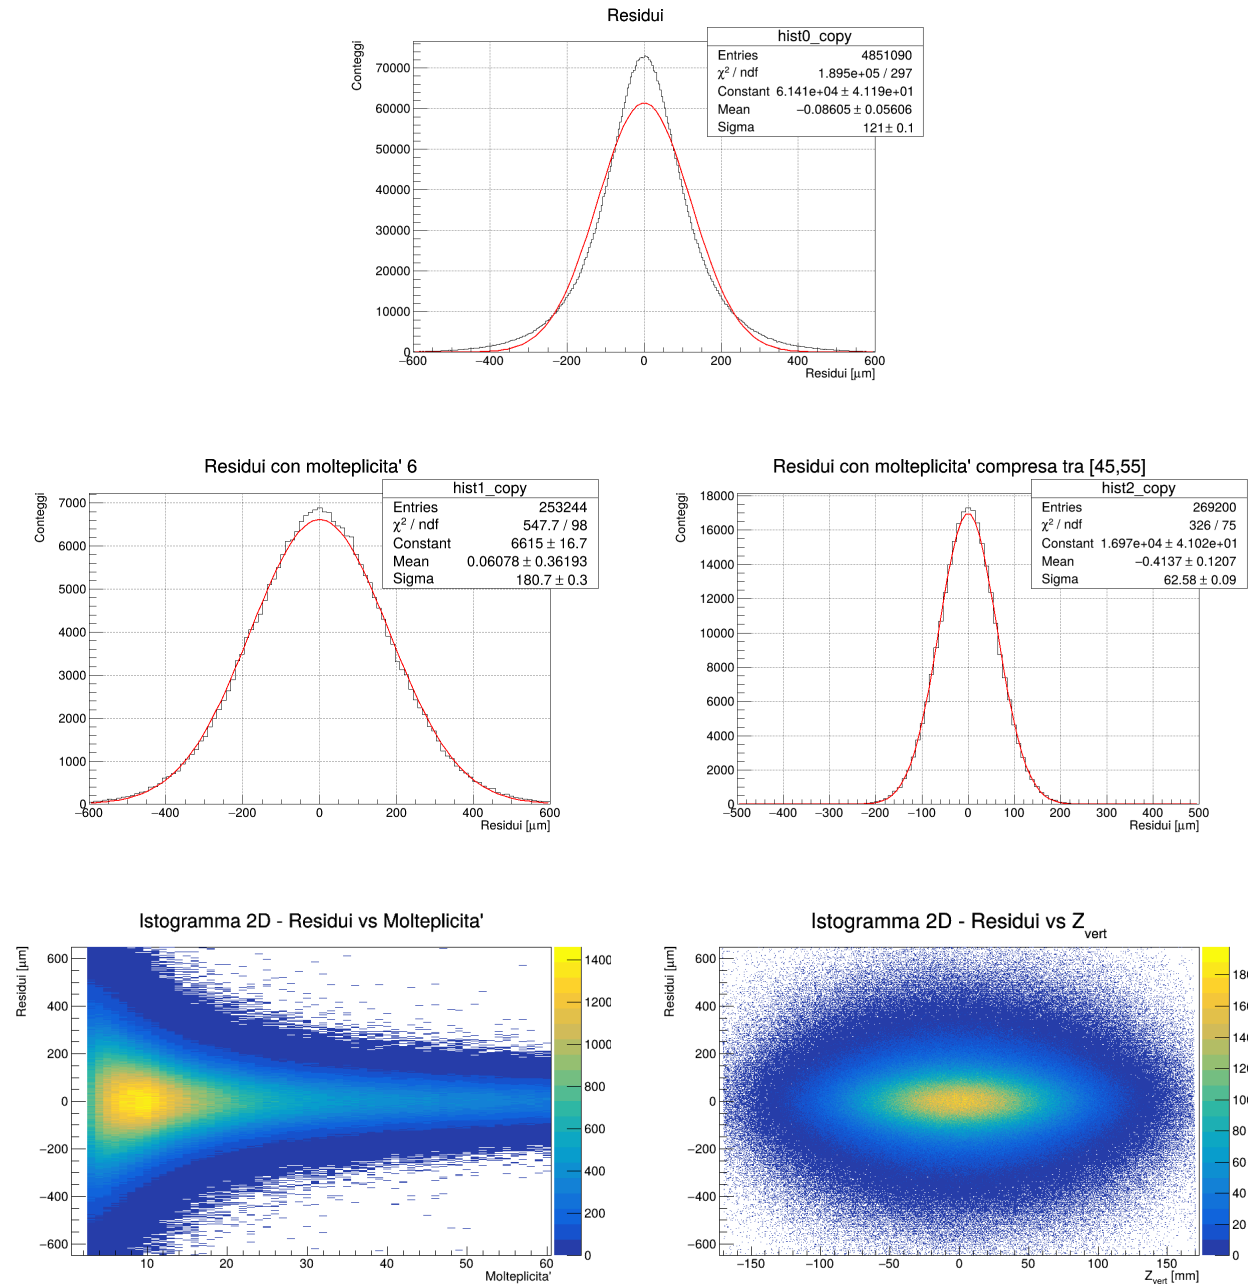 Residui
hist0_copy
Entries 4851090
χ² / ndf 1.895e+05 / 297
Constant 6.141e+04 ± 4.119e+01
Mean −0.08605 ± 0.05606
Sigma 121 ± 0.1
Conteggi
70000
60000
50000
40000
30000
20000
10000
0
−600 −400 −200 0 200 400 600
Residui [μm]
Residui con molteplicita' 6
hist1_copy
Entries 253244
χ² / ndf 547.7 / 98
Constant 6615 ± 16.7
Mean 0.06078 ± 0.36193
Sigma 180.7 ± 0.3
Conteggi
7000
6000
5000
4000
3000
2000
1000
0
−600 −400 −200 0 200 400 600
Residui [μm]
Residui con molteplicita' compresa tra [45,55]
hist2_copy
Entries 269200
χ² / ndf 326 / 75
Constant 1.697e+04 ± 4.102e+01
Mean −0.4137 ± 0.1207
Sigma 62.58 ± 0.09
Conteggi
18000
16000
14000
12000
10000
8000
6000
4000
2000
0
−500 −400 −300 −200 −100 0 100 200 300 400 500
Residui [μm]
Istogramma 2D - Residui vs Molteplicita'
Residui [μm]
600
400
200
0
−200
−400
−600
10 20 30 40 50 60
Molteplicita'
1400
1200
1000
800
600
400
200
0
Istogramma 2D - Residui vs Z_vert
Residui [μm]
600
400
200
0
−200
−400
−600
−150 −100 −50 0 50 100 150
Z_vert [mm]
180
160
140
120
100
80
60
40
20
0